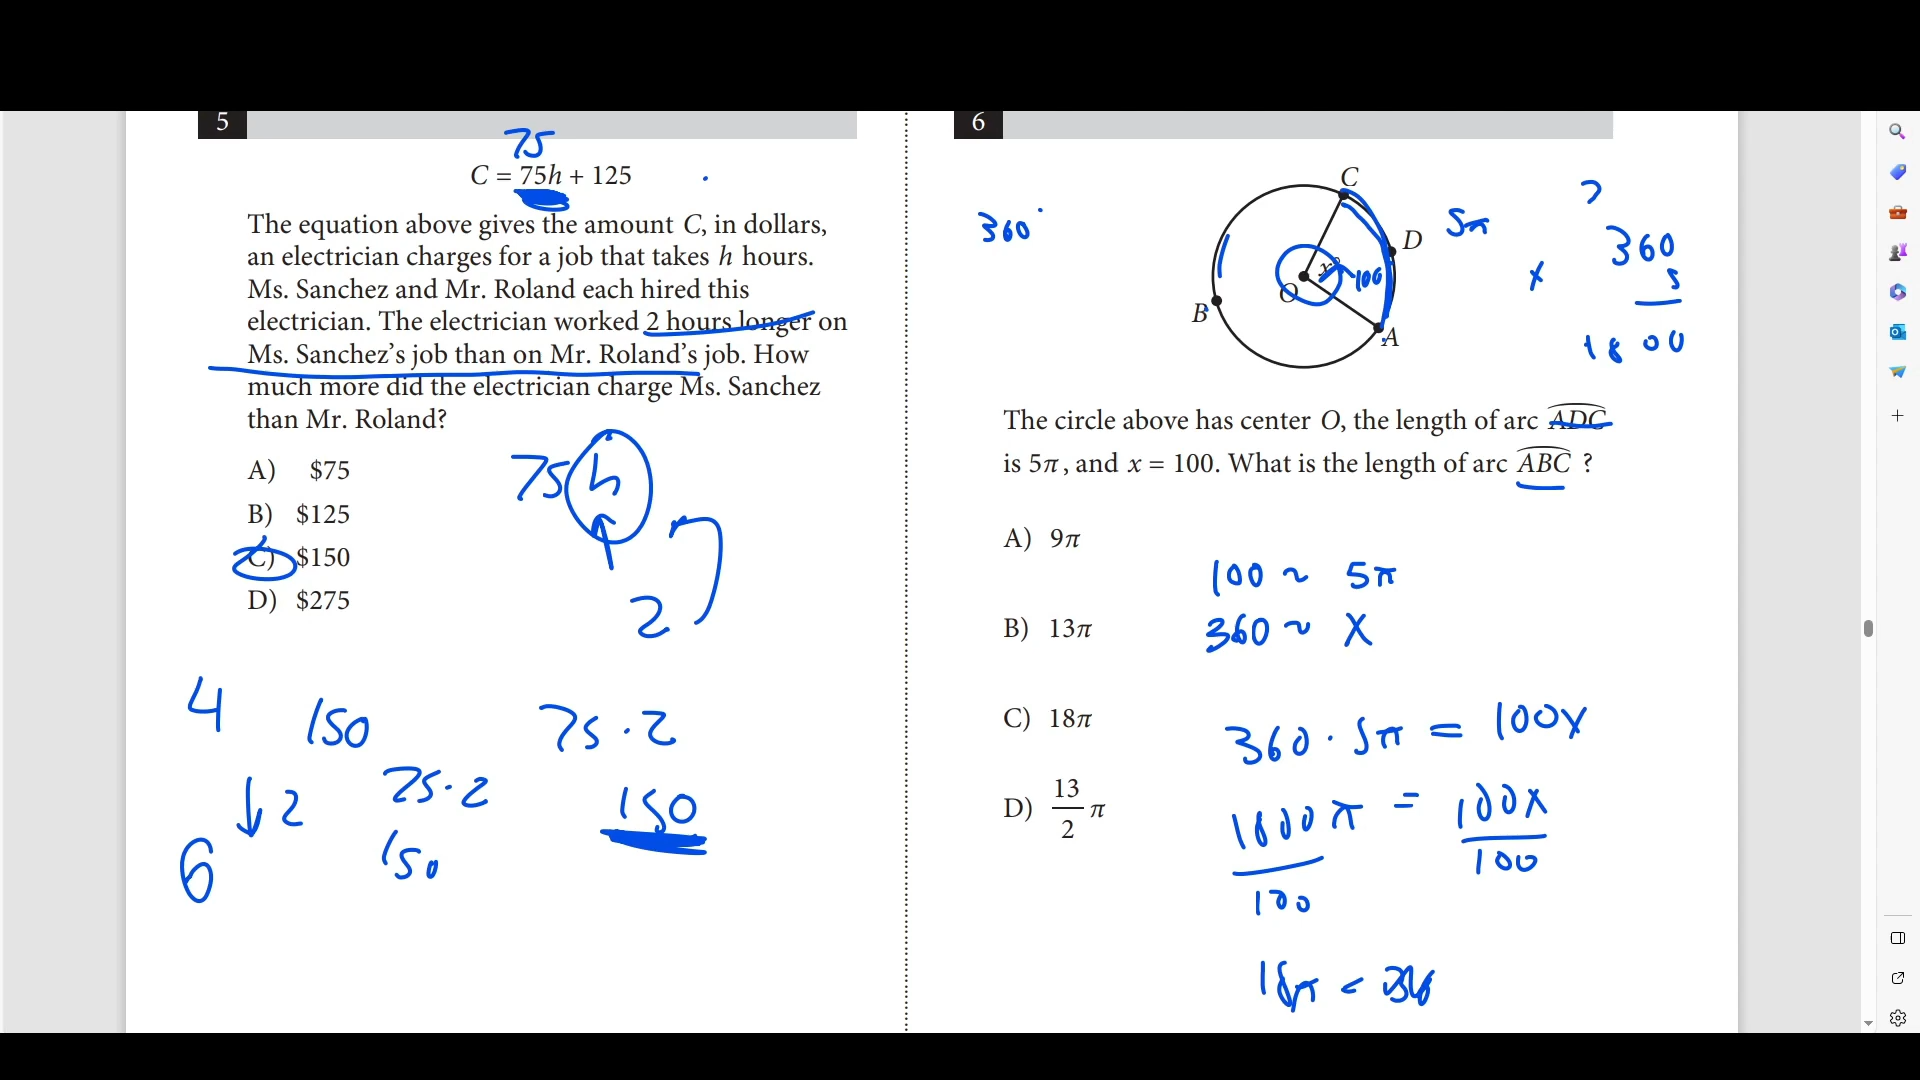 5
75
C = 75h + 125
The equation above gives the amount C, in dollars,
an electrician charges for a job that takes h hours.
Ms. Sanchez and Mr. Roland each hired this
electrician. The electrician worked 2 hours longer on
Ms. Sanchez's job than on Mr. Roland's job. How
much more did the electrician charge Ms. Sanchez
than Mr. Roland?
A) $75
B) $125
C) $150
D) $275
75h
2
4
150
75·2
↓2
75·2
150
6
150
6
360°
C
D
5π
x°
100
O
B
A
360
x 5
1800
The circle above has center O, the length of arc ADC
is 5π, and x = 100. What is the length of arc ABC ?
A) 9π
B) 13π
C) 18π
D) 13/2 π
100 ~ 5π
360 ~ X
360·5π = 100x
1800π = 100x
100 100
18π